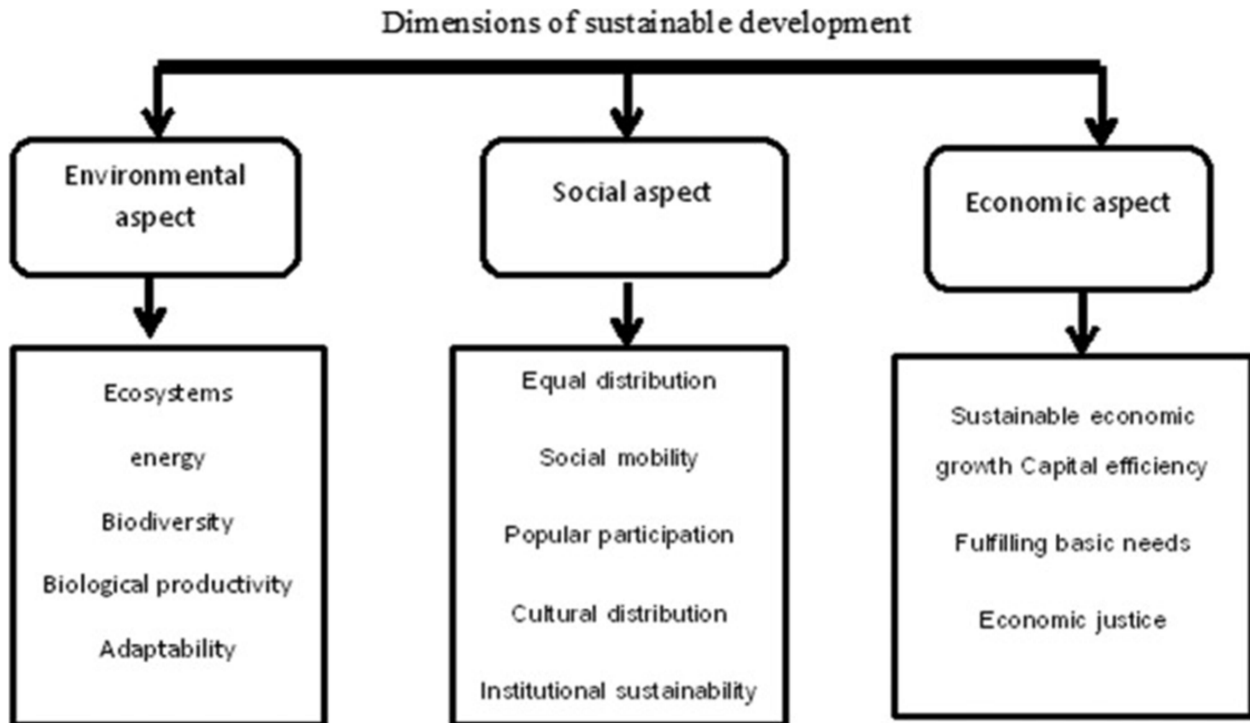 Dimensions of sustainable development
Environmental
aspect
Social aspect
Economic aspect
Ecosystems
energy
Biodiversity
Biological productivity
Adaptability
Equal distribution
Social mobility
Popular participation
Cultural distribution
Institutional sustainability
Sustainable economic
growth Capital efficiency
Fulfilling basic needs
Economic justice